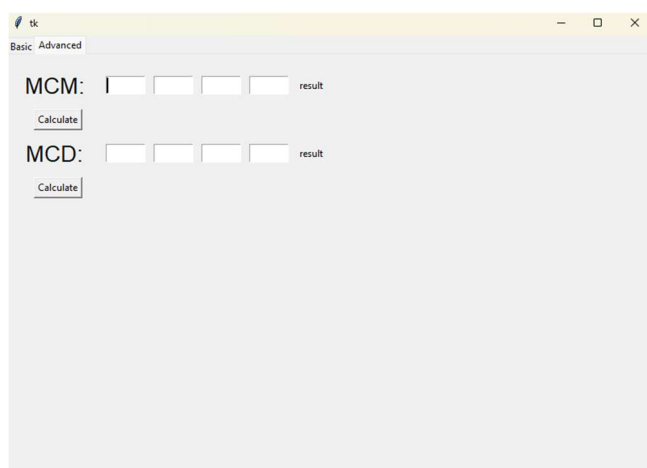 tk
Basic Advanced
MCM: result
Calculate
MCD: result
Calculate